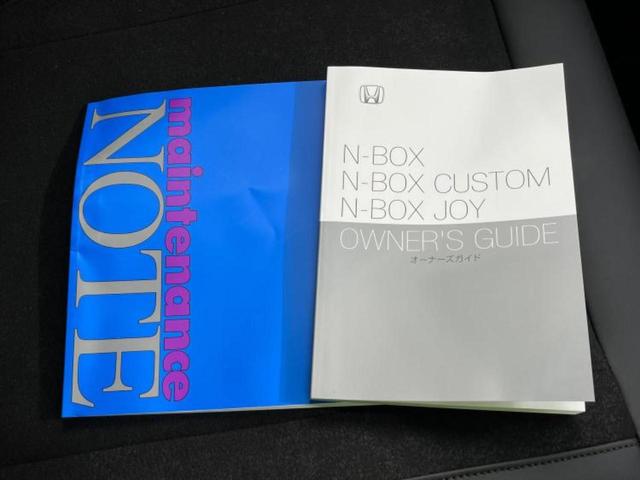 maintenance
NOTE
N-BOX
N-BOX CUSTOM
N-BOX JOY
OWNER'S GUIDE
オーナーズガイド